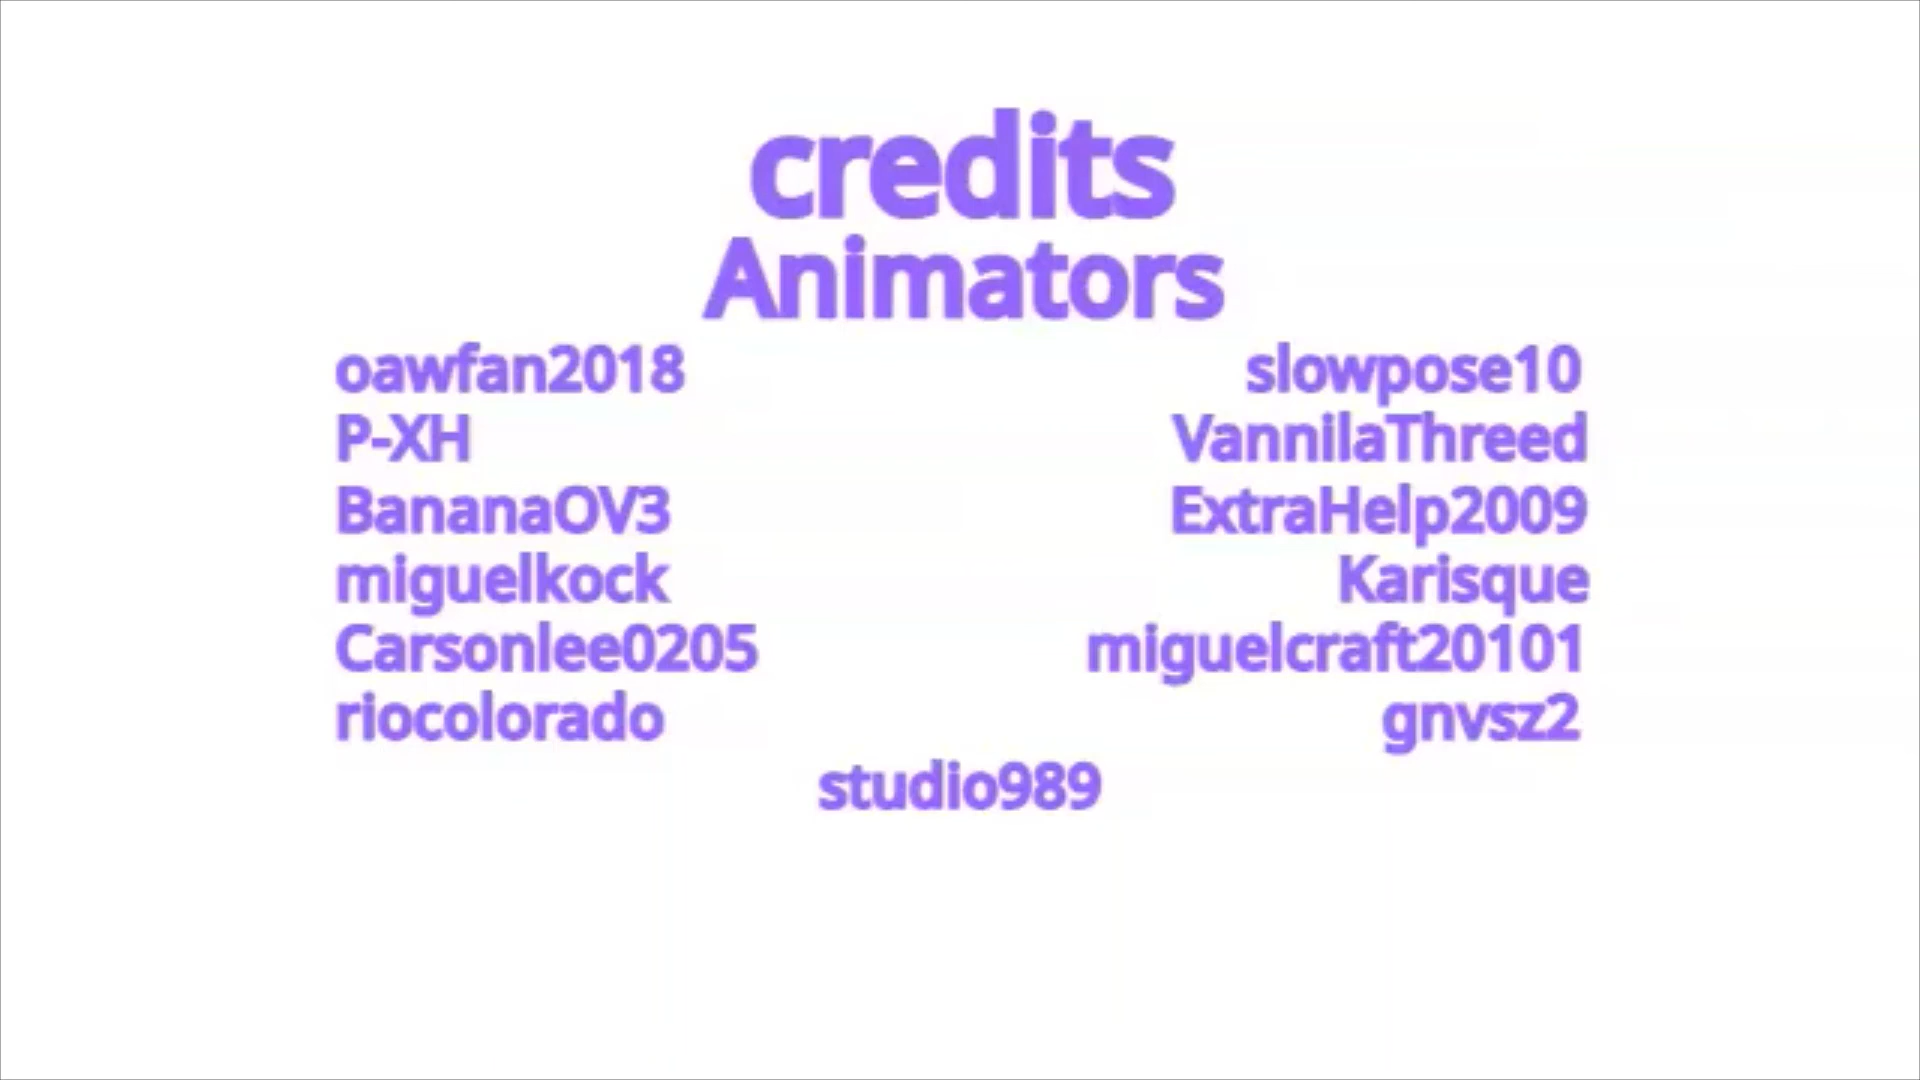 credits
Animators
oawfan2018 slowpose10
P-XH VannilaThreed
BananaOV3 ExtraHelp2009
miguelkock Karisque
Carsonlee0205 miguelcraft20101
riocolorado gnvsz2
studio989